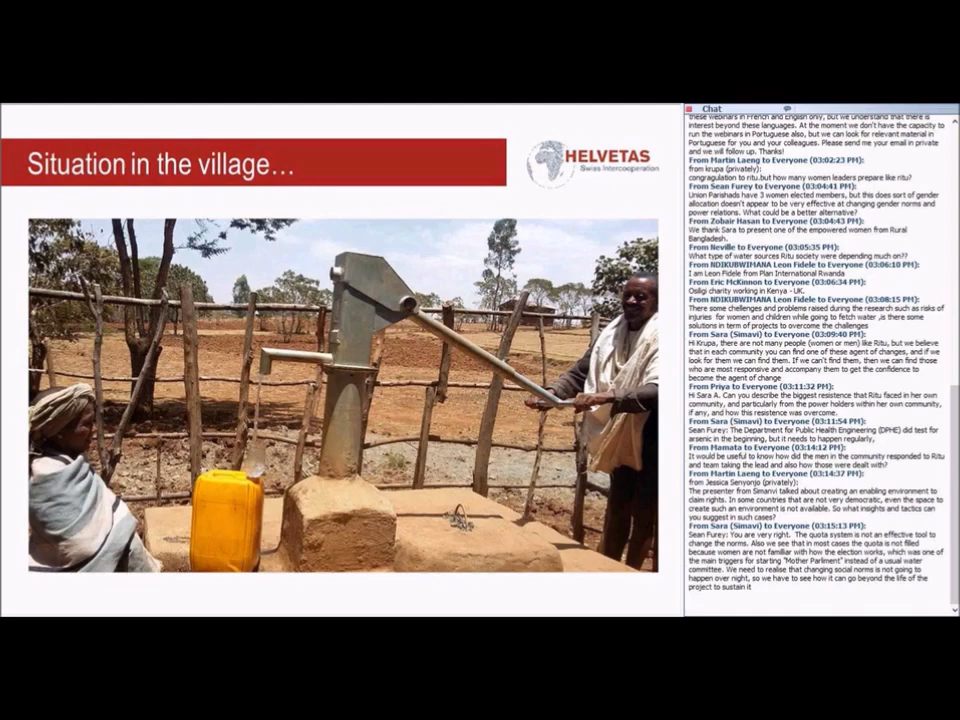 Situation in the village...
HELVETAS
Swiss Intercooperation
Chat
these webinars in French and English only, but we understand that there is
interest beyond these languages. At the moment we don't have the capacity to
run the webinars in Portuguese also, but we can look for relevant material in
Portuguese for you and your colleagues. Please send me your email in private
and we will follow up. Thanks!
From Martin Laeng to Everyone (03:02:23 PM):
from krupa (privately):
congragulation to ritu.but how many women leaders prepare like ritu?
From Sean Furey to Everyone (03:04:41 PM):
Union Parishads have 3 women elected members, but this does sort of gender
allocation doesn't appear to be very effective at changing gender norms and
power relations. What could be a better alternative?
From Zobair Hasan to Everyone (03:04:43 PM):
We thank Sara to present one of the empowered women from Rural
Bangladesh.
From Neville to Everyone (03:05:35 PM):
What type of water sources Ritu society were depending much on??
From NDIKUBWIMANA Leon Fidele to Everyone (03:06:10 PM):
I am Leon Fidele from Plan International Rwanda
From Eric McKinnon to Everyone (03:06:34 PM):
Osiligi charity working in Kenya - UK.
From NDIKUBWIMANA Leon Fidele to Everyone (03:08:15 PM):
There some chellenges and problems raised during the research such as risks of
injuries for women and children while going to fetch water ,is there some
solutions in term of projects to overcome the challenges
From Sara (Simavi) to Everyone (03:09:40 PM):
Hi Krupa, there are not many people (women or men) like Ritu, but we believe
that in each community you can find one of these agent of changes, and if we
look for them we can find them. If we can't find them, then we can find those
who are most responsive and accompany them to get the confidence to
become the agent of change
From Priya to Everyone (03:11:32 PM):
Hi Sara A. Can you describe the biggest resistence that Ritu faced in her own
community, and particularly from the power holders within her own community,
if any, and how this resistance was overcome.
From Sara (Simavi) to Everyone (03:11:54 PM):
Sean Furey: The Department for Public Health Engineering (DPHE) did test for
arsenic in the beginning, but it needs to happen regularly,
From Mamata to Everyone (03:14:12 PM):
It would be useful to know how did the men in the community responded to Ritu
and team taking the lead and also how those were dealt with?
From Martin Laeng to Everyone (03:14:37 PM):
from Jessica Senyonjo (privately):
The presenter from Simanvi talked about creating an enabling environment to
claim rights. In some countries that are not very democratic, even the space to
create such an environment is not available. So what insights and tactics can
you suggest in such cases?
From Sara (Simavi) to Everyone (03:15:13 PM):
Sean Furey: You are very right. The quota system is not an effective tool to
change the norms. Also we see that in most cases the quota is not filled
because women are not familiar with how the election works, which was one of
the main triggers for starting "Mother Parliment" instead of a usual water
committee. We need to realise that changing social norms is not going to
happen over night, so we have to see how it can go beyond the life of the
project to sustain it